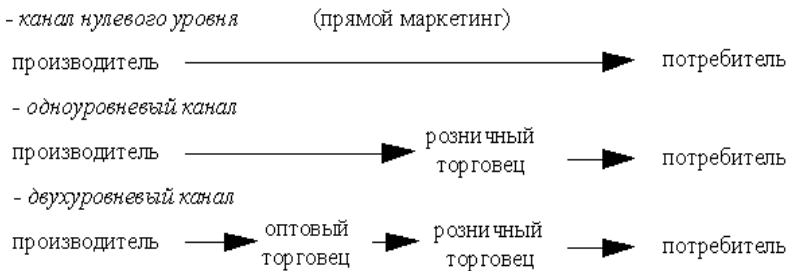 - канал нулевого уровня (прямой маркетинг)
производитель потребитель
- одноуровневый канал
производитель розничный торговец потребитель
- двухуровневый канал
производитель оптовый торговец розничный торговец потребитель